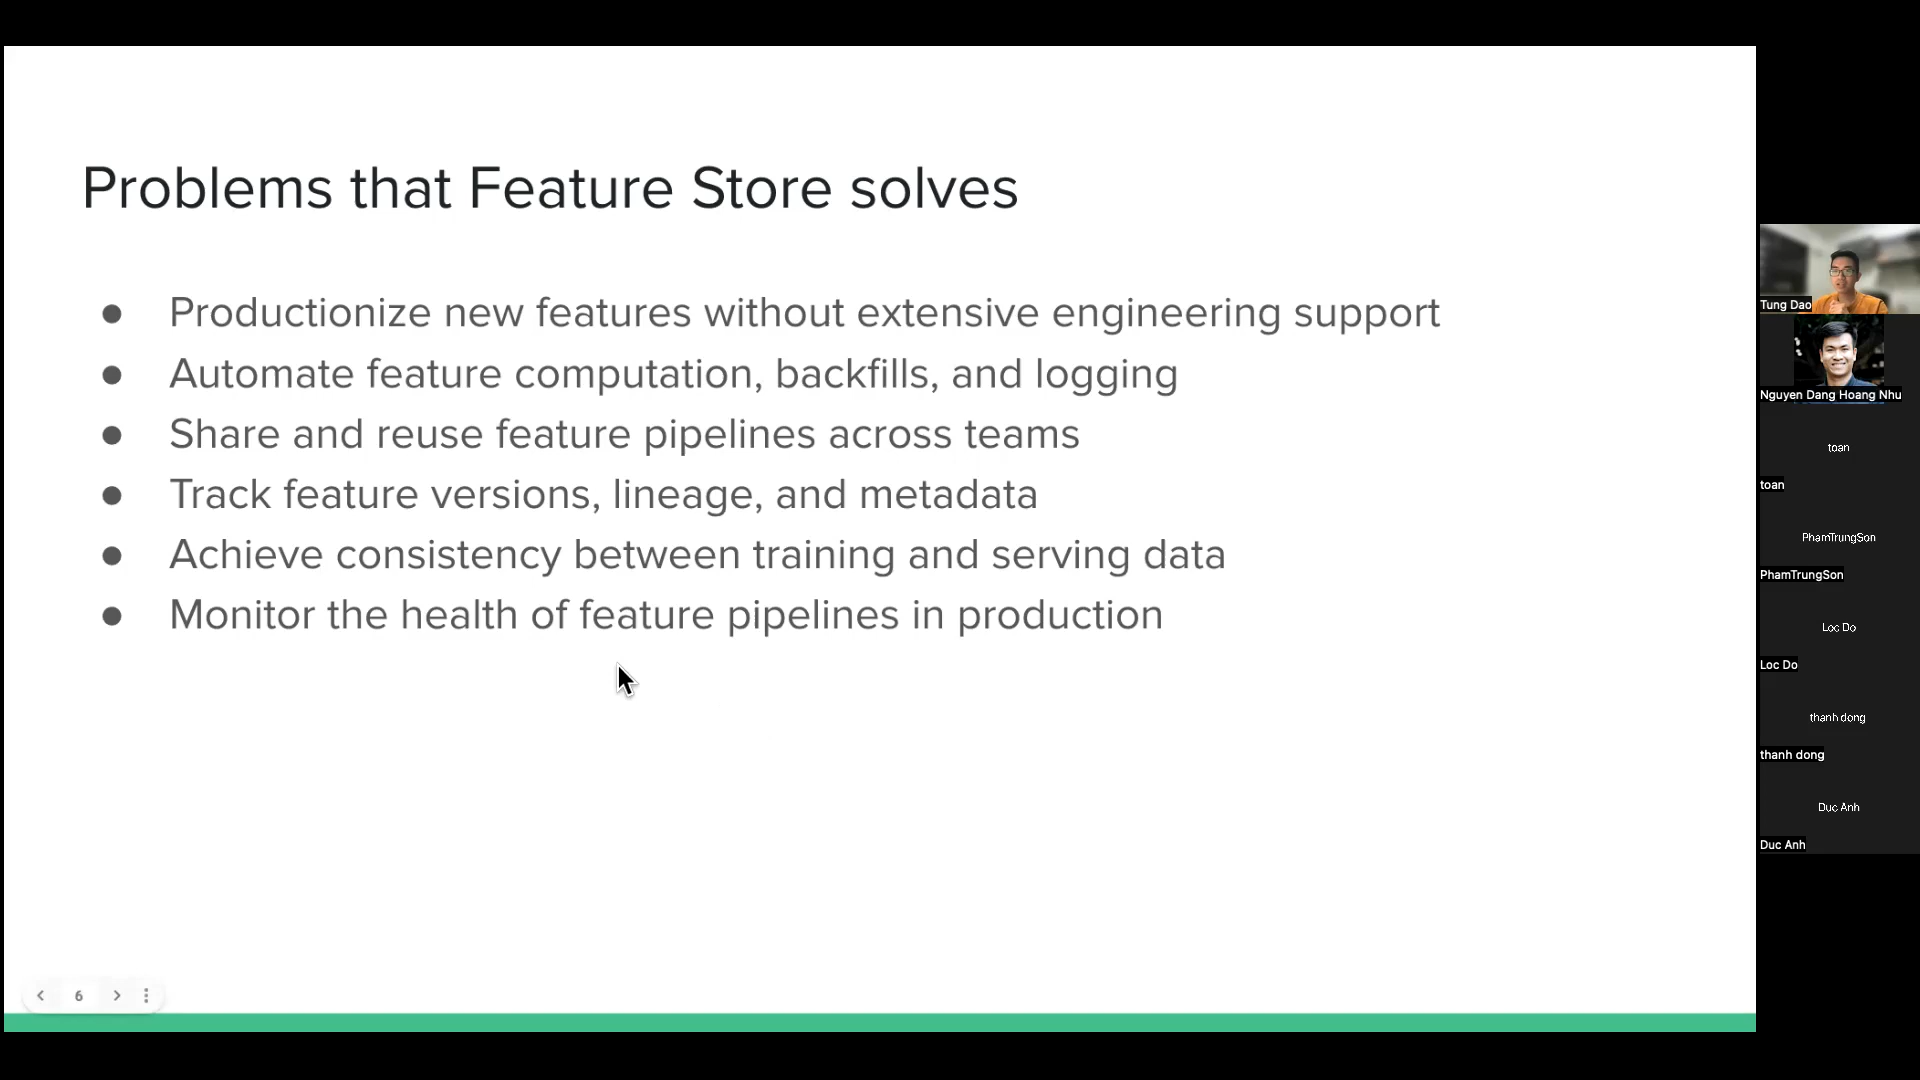 Problems that Feature Store solves
● Productionize new features without extensive engineering support
● Automate feature computation, backfills, and logging
● Share and reuse feature pipelines across teams
● Track feature versions, lineage, and metadata
● Achieve consistency between training and serving data
● Monitor the health of feature pipelines in production
6
Tung Dao
Nguyen Dang Hoang Nhu
toan
toan
PhamTrungSon
PhamTrungSon
Loc Do
Loc Do
thanh dong
thanh dong
Duc Anh
Duc Anh